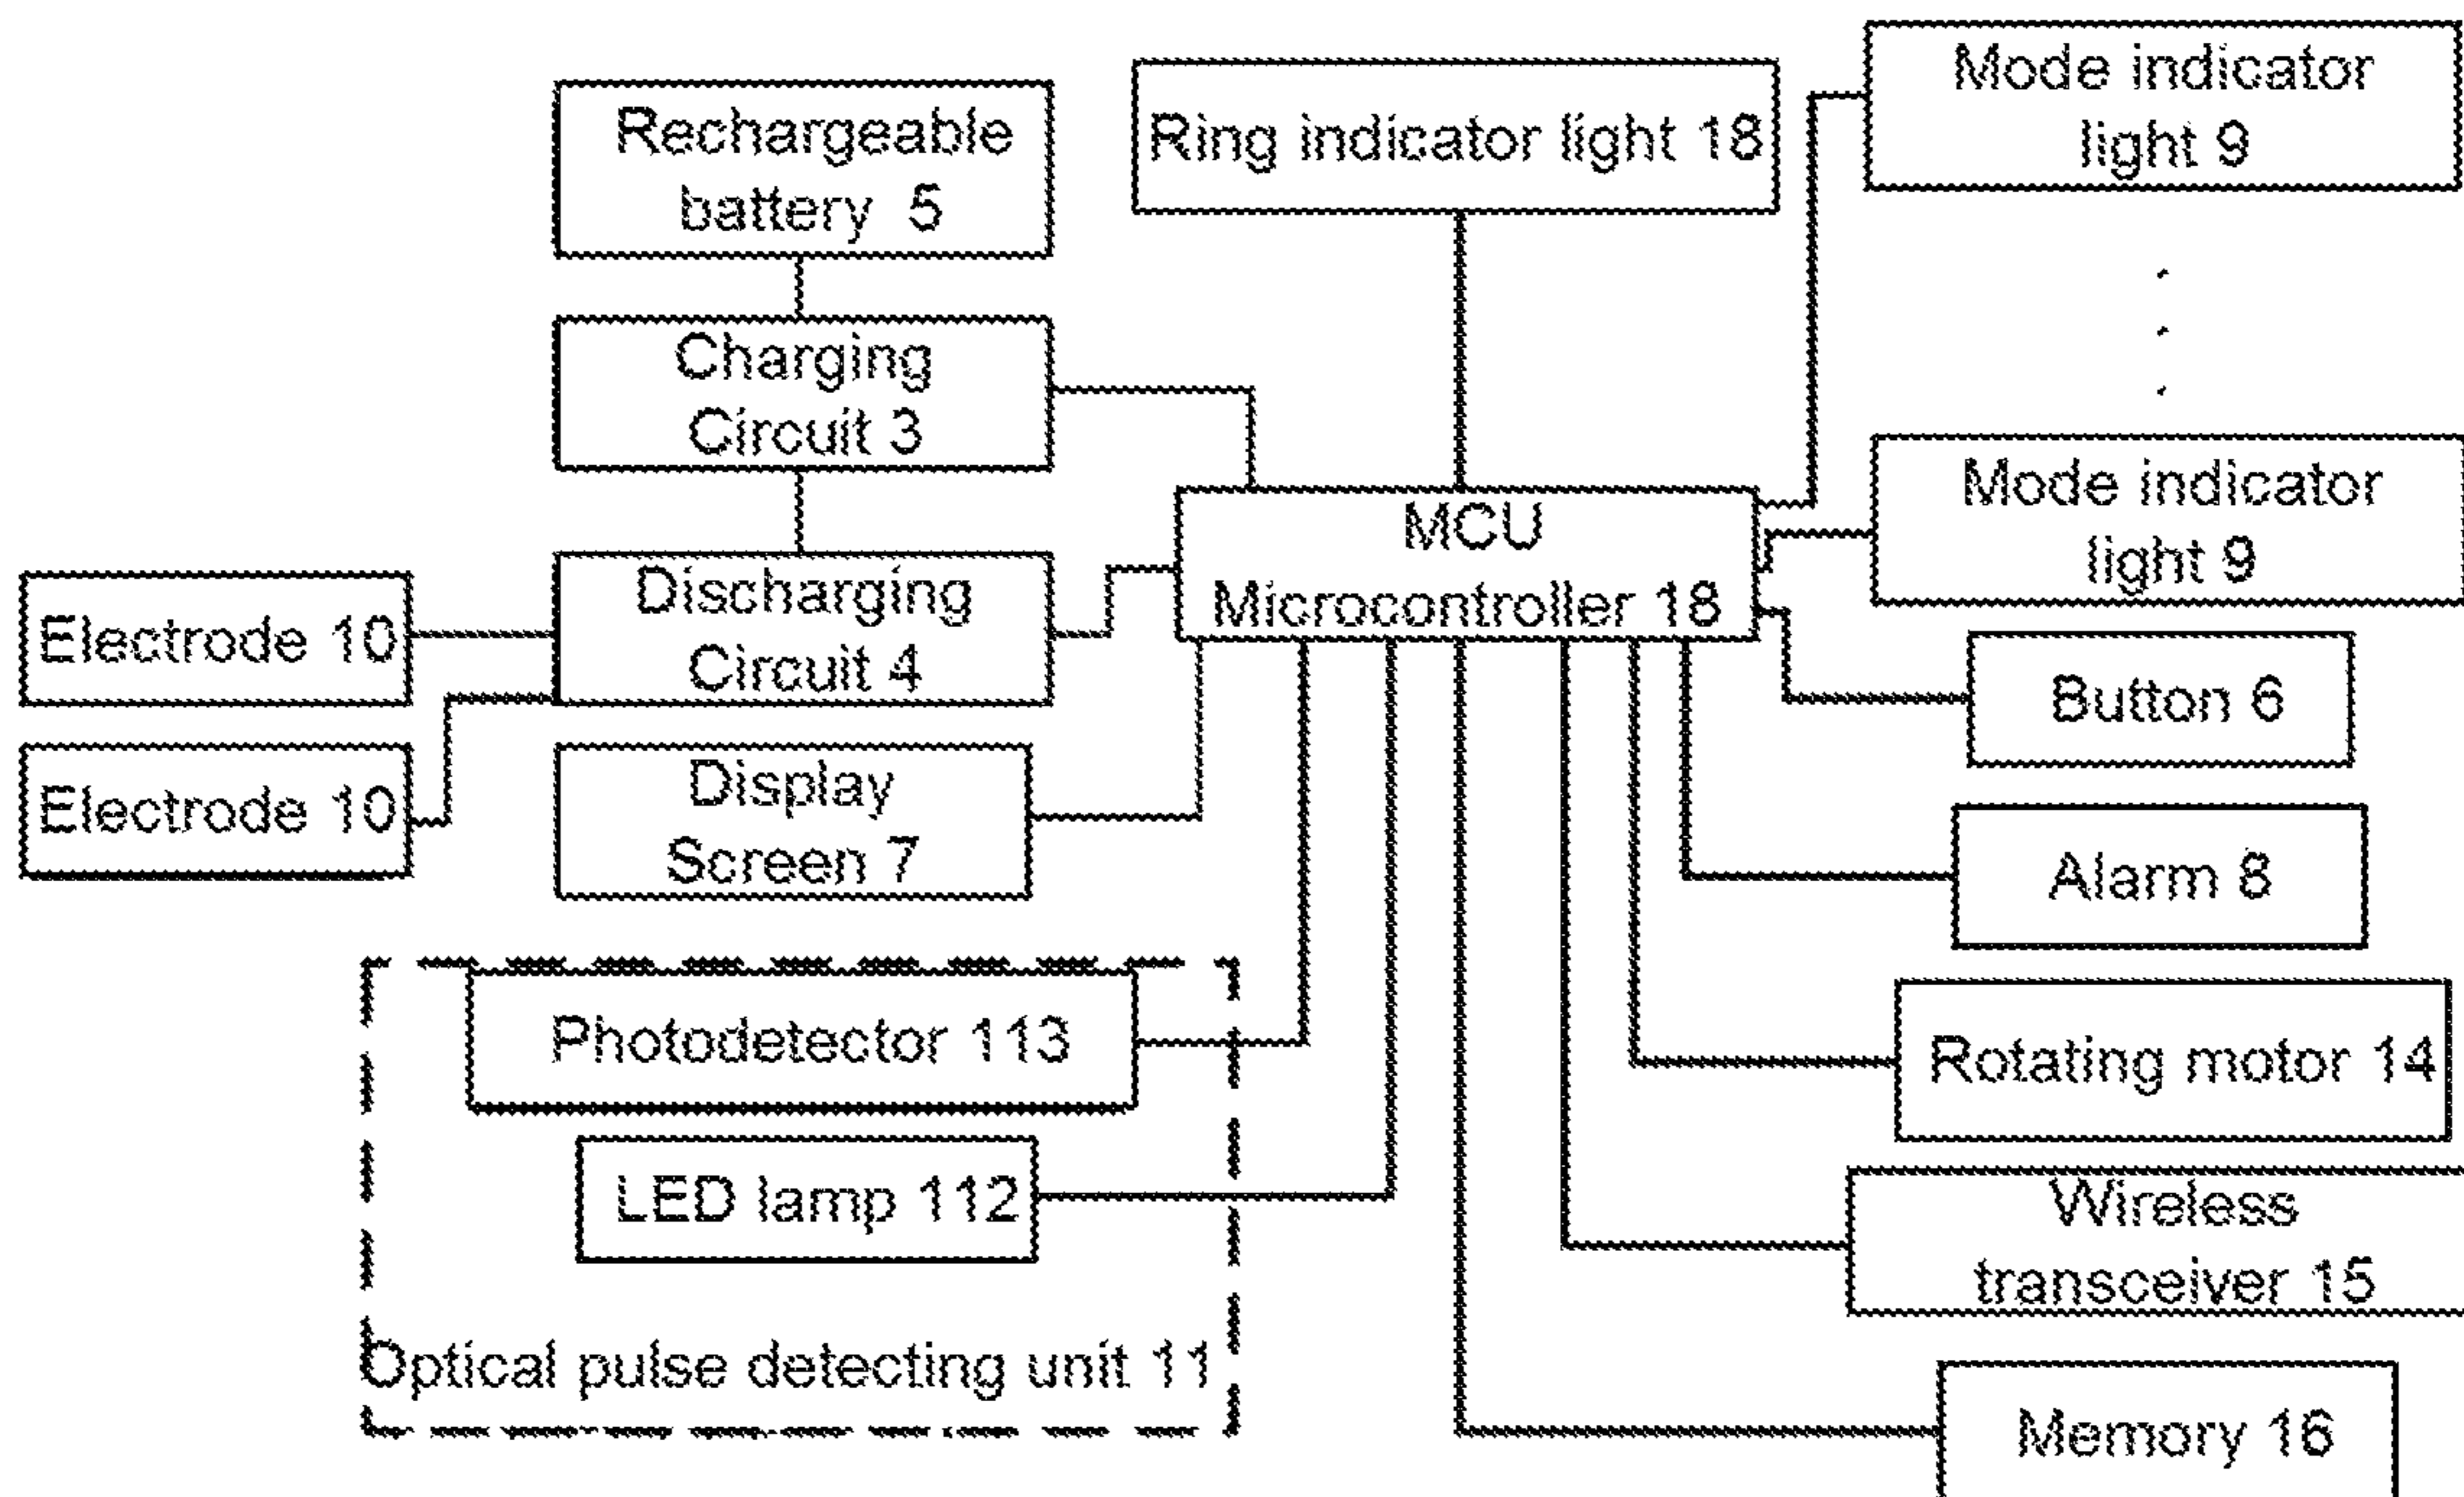 Mode indicator
light 9
Rechargeable
battery 5
Ring indicator light 18
Charging
Circuit 3
Mode indicator
light 9
MCU
Microcontroller 18
Electrode 10
Discharging
Circuit 4
Button 6
Electrode 10
Display
Screen 7
Alarm 8
Photodetector 113
Rotating motor 14
LED lamp 112
Wireless
transceiver 15
Optical pulse detecting unit 11
Memory 16